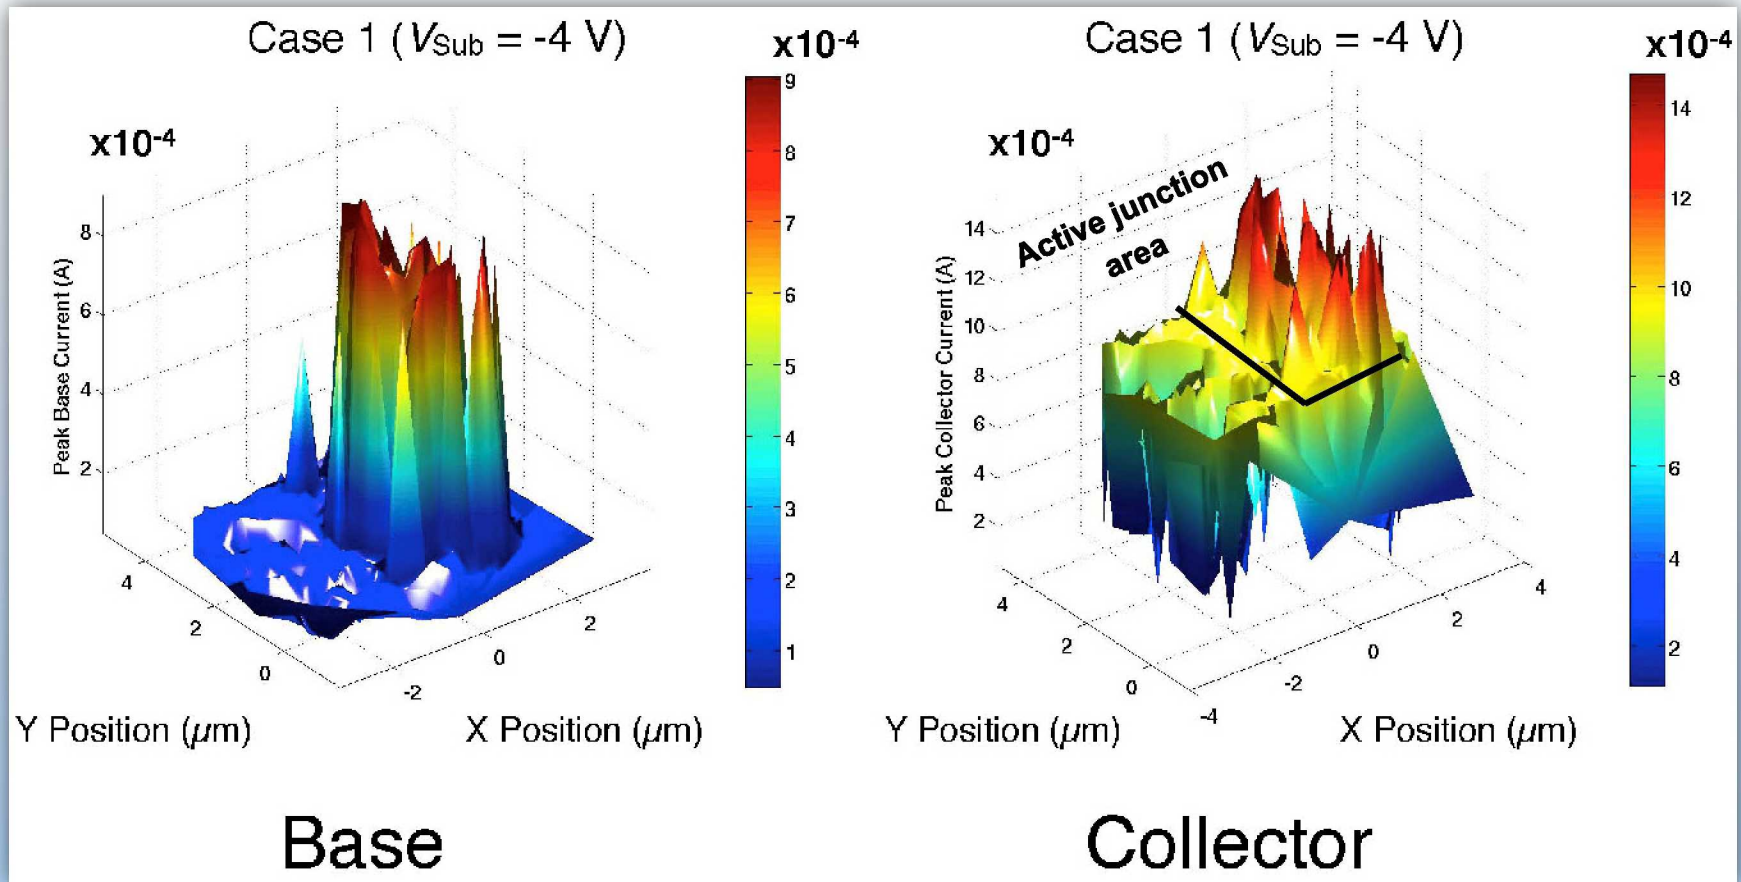 Case 1 (VSub = -4 V)
x10-4
x10-4
9
8
7
6
5
4
3
2
1
Peak Base Current (A)
8
6
4
2
4
2
0
-2
0
2
Y Position (μm)
X Position (μm)
Base
Case 1 (VSub = -4 V)
x10-4
x10-4
14
12
10
8
6
4
2
Active junction
area
Peak Collector Current (A)
14
12
10
8
6
4
2
4
2
0
-4
-2
0
2
4
Y Position (μm)
X Position (μm)
Collector